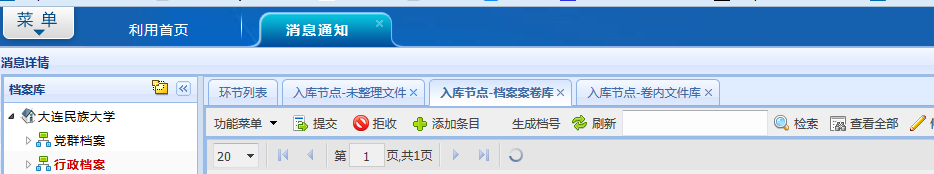 菜 单
利用首页
消息通知
消息详情
档案库
大连民族大学
党群档案
行政档案
环节列表
入库节点-未整理文件
入库节点-档案案卷库
入库节点-卷内文件库
功能菜单 提交 拒收 添加条目 生成档号 刷新 检索 查看全部
20 第 1 页,共1页